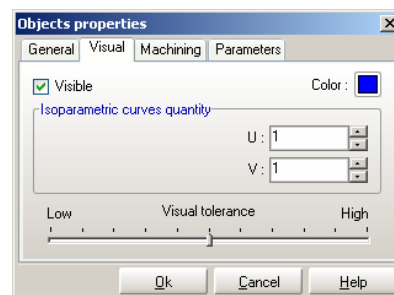 Objects properties
General Visual Machining Parameters
Visible Color :
Isoparametric curves quantity
U : 1
V : 1
Low Visual tolerance High
Ok Cancel Help